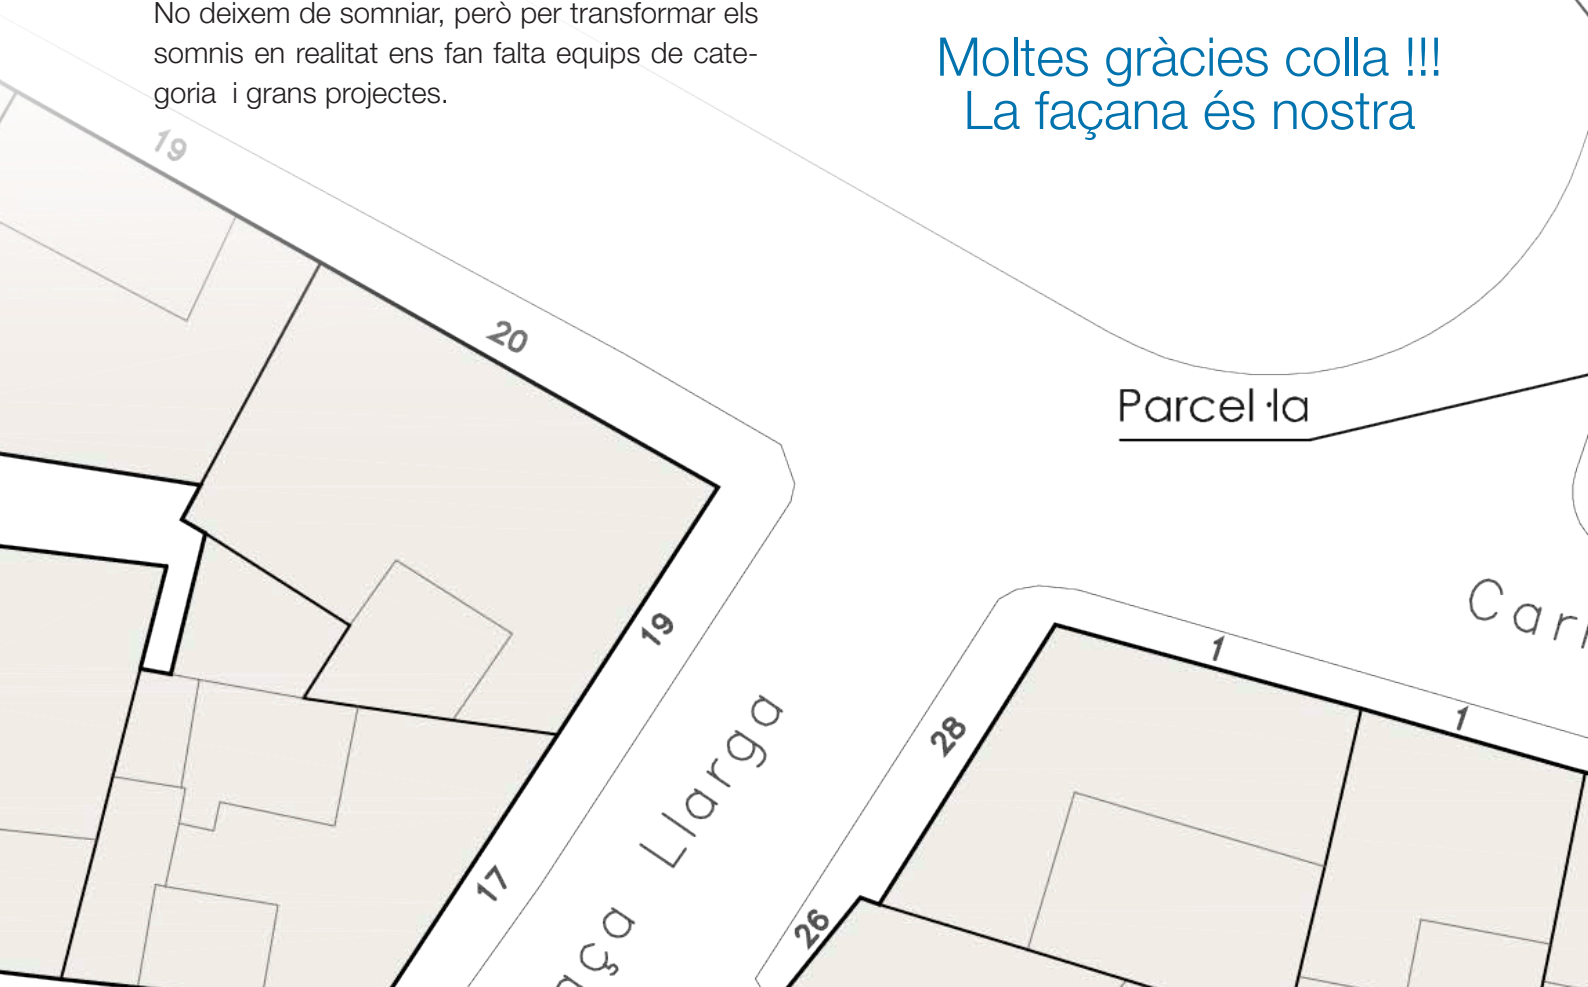 No deixem de somniar, però per transformar els
somnis en realitat ens fan falta equips de cate-
goria i grans projectes.
Moltes gràcies colla !!!
La façana és nostra
19
20
Parcel·la
19
1
1
28
Llarga
17
26